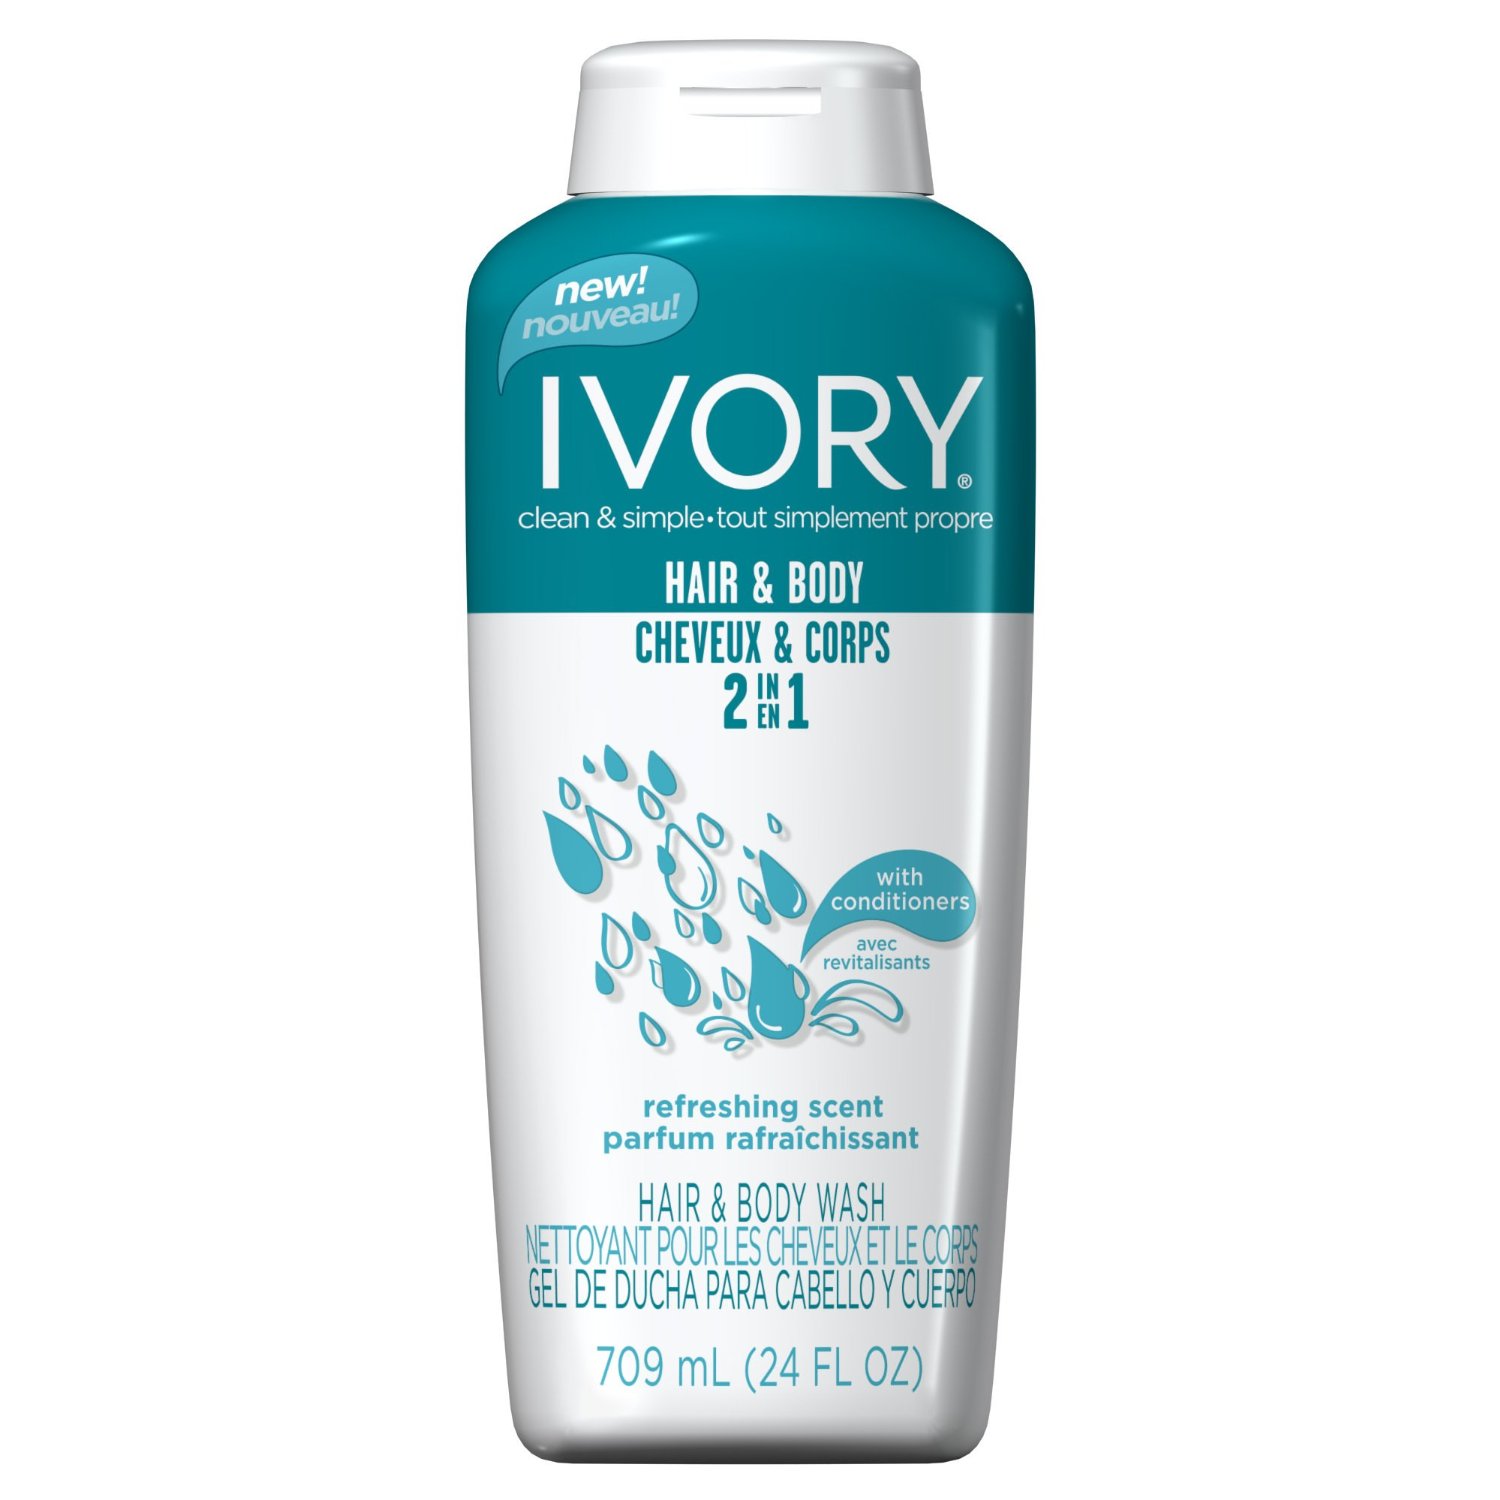 new!
nouveau!
IVORY®
clean & simple•tout simplement propre
HAIR & BODY
CHEVEUX & CORPS
2 IN EN 1
with
conditioners
avec
revitalisants
refreshing scent
parfum rafraîchissant
HAIR & BODY WASH
NETTOYANT POUR LES CHEVEUX ET LE CORPS
GEL DE DUCHA PARA CABELLO Y CUERPO
709 mL (24 FL OZ)